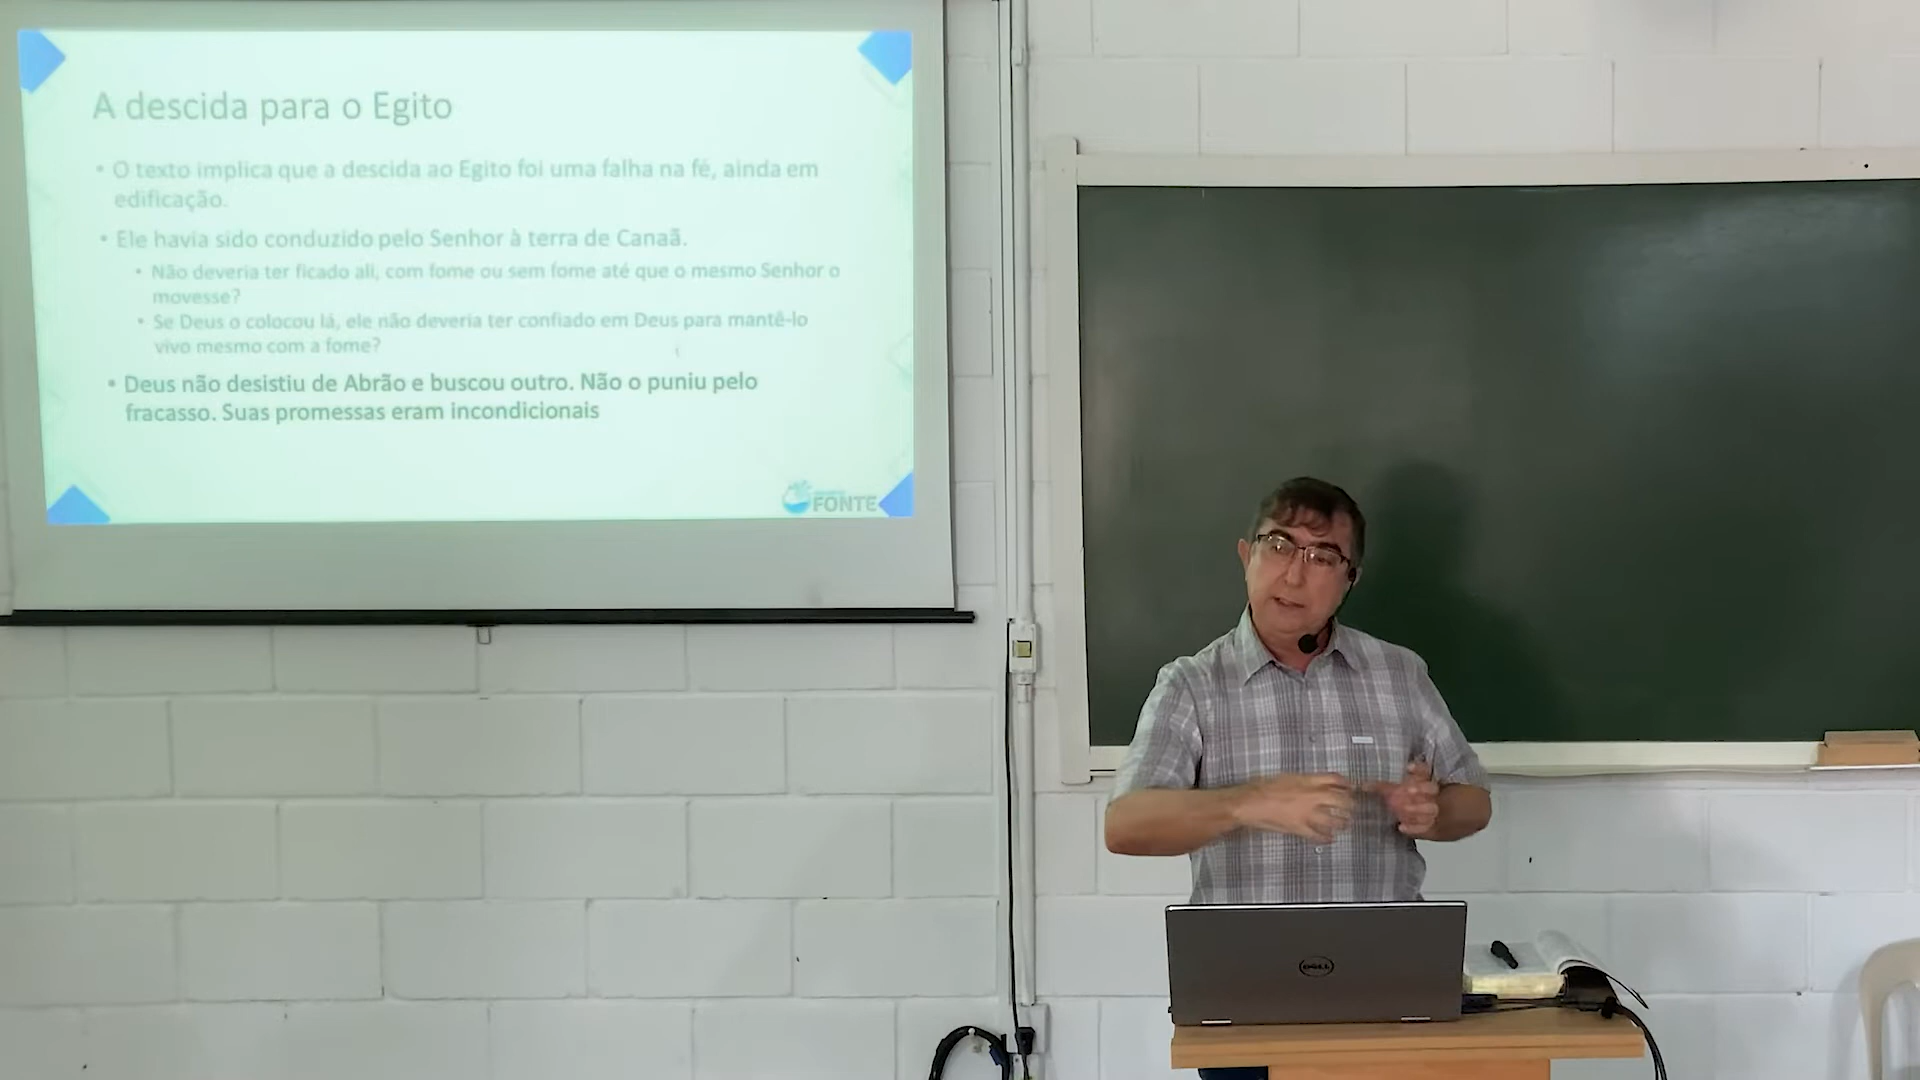 A descida para o Egito
• O texto implica que a descida ao Egito foi uma falha na fé, ainda em
edificação.
• Ele havia sido conduzido pelo Senhor à terra de Canaã.
• Não deveria ter ficado ali, com fome ou sem fome até que o mesmo Senhor o
movesse?
• Se Deus o colocou lá, ele não deveria ter confiado em Deus para mantê-lo
vivo mesmo com a fome?
• Deus não desistiu de Abrão e buscou outro. Não o puniu pelo
fracasso. Suas promessas eram incondicionais
FONTE
DELL